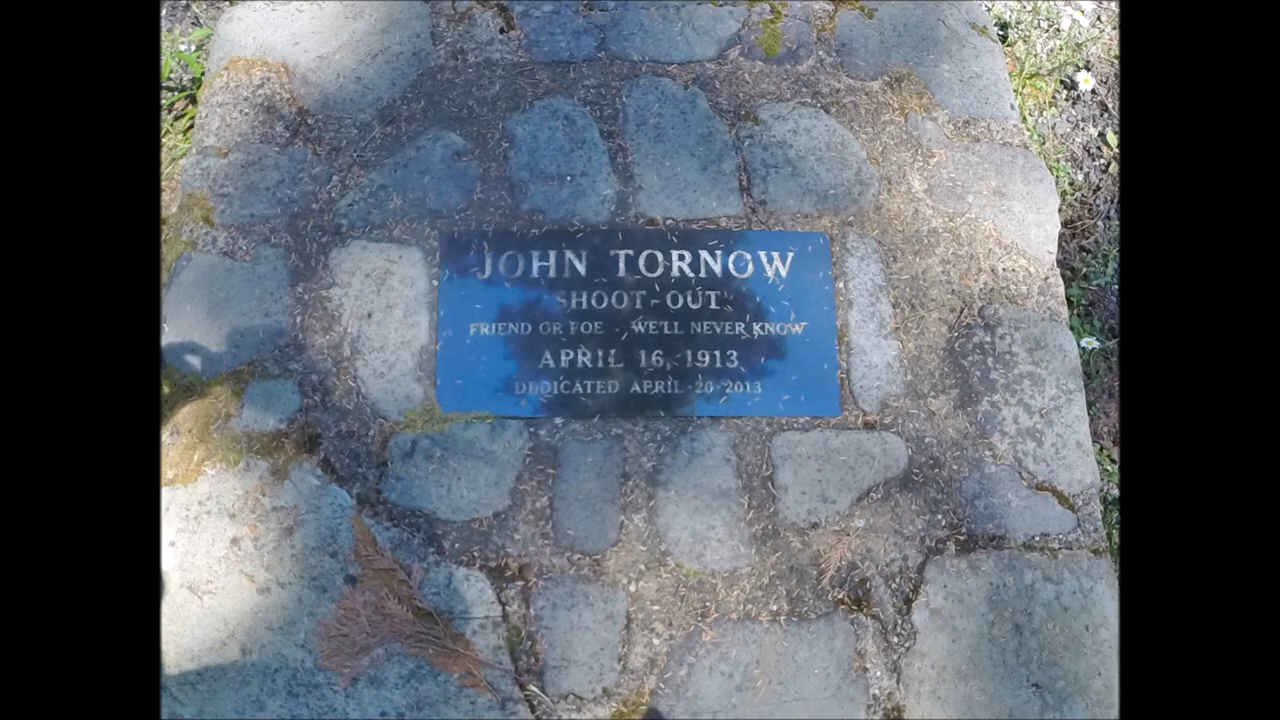 JOHN TORNOW
"SHOOT-OUT"
FRIEND OR FOE - WE'LL NEVER KNOW
APRIL 16, 1913
DEDICATED APRIL 20 2013